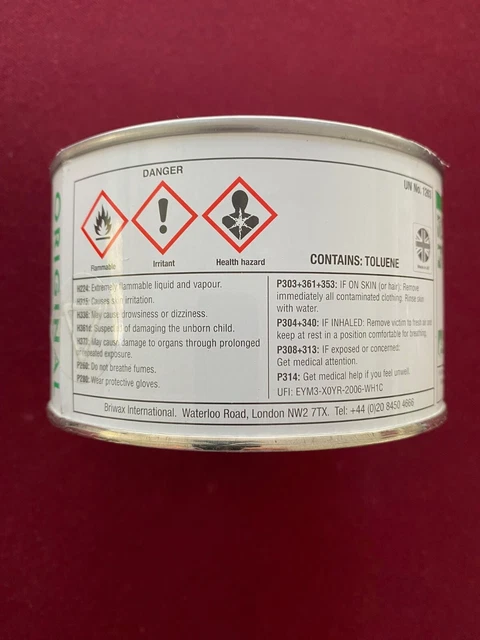 DANGER
UN No. 1263
Flammable
Irritant
Health hazard
CONTAINS: TOLUENE
ORIGINAL
H224: Extremely flammable liquid and vapour.
H315: Causes skin irritation.
H336: May cause drowsiness or dizziness.
H361d: Suspected of damaging the unborn child.
H373: May cause damage to organs through prolonged
or repeated exposure.
P260: Do not breathe fumes.
P280: Wear protective gloves.
P303+361+353: IF ON SKIN (or hair): Remove
immediately all contaminated clothing. Rinse skin
with water.
P304+340: IF INHALED: Remove victim to fresh air and
keep at rest in a position comfortable for breathing.
P308+313: IF exposed or concerned:
Get medical attention.
P314: Get medical help if you feel unwell.
UFI: EYM3-X0YR-2006-WH1C
Briwax International. Waterloo Road, London NW2 7TX. Tel: +44 (0)20 8450 4666